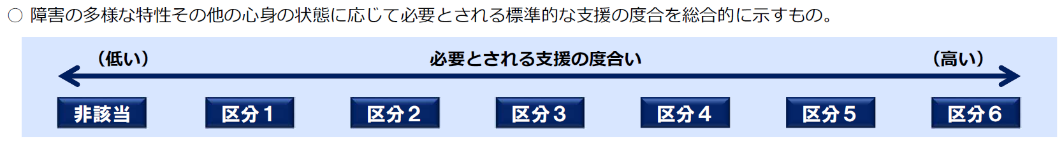 ○ 障害の多様な特性その他の心身の状態に応じて必要とされる標準的な支援の度合を総合的に示すもの。
（低い） 必要とされる支援の度合い （高い）
非該当 区分１ 区分２ 区分３ 区分４ 区分５ 区分６